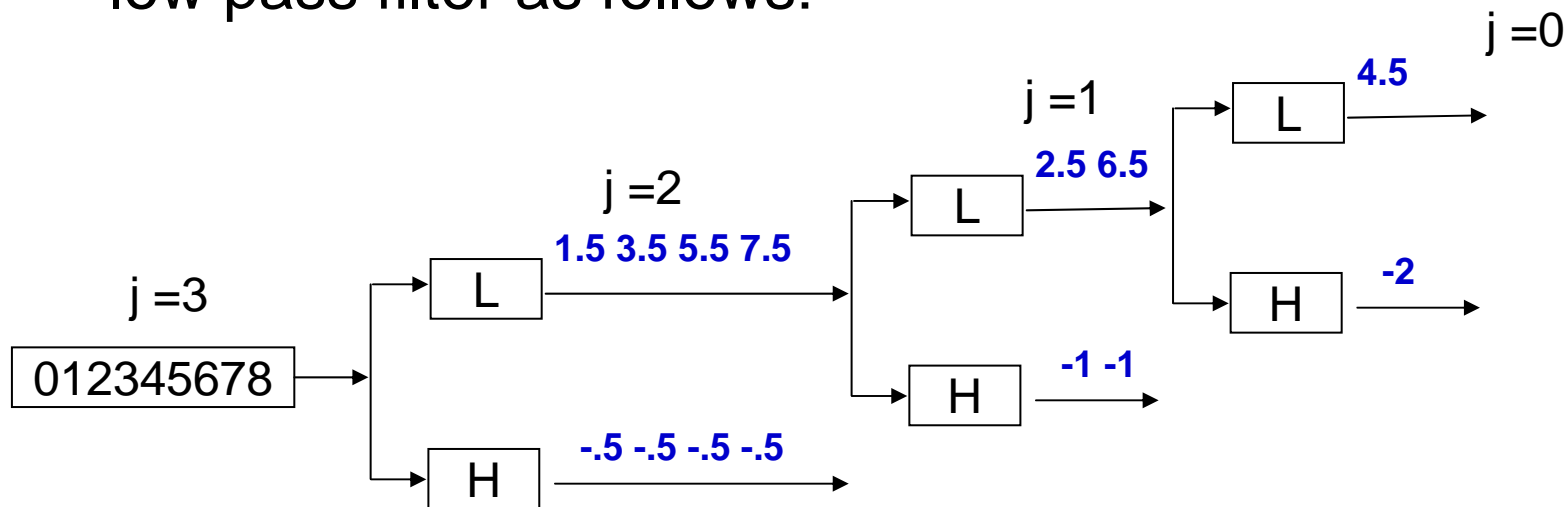 low pass filter as follows:
j =0
4.5
j =1
L
2.5 6.5
j =2
L
1.5 3.5 5.5 7.5
-2
j =3
L
H
012345678
-1 -1
H
-.5 -.5 -.5 -.5
H